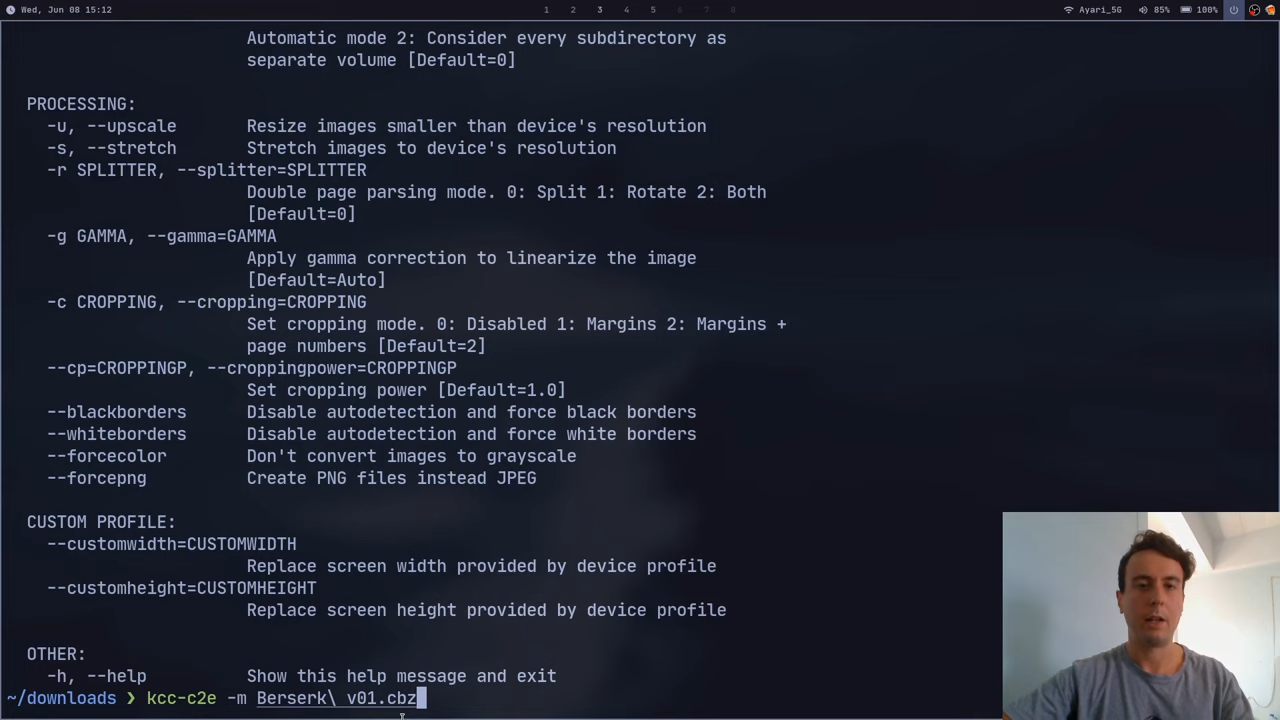 Wed, Jun 08 15:12 1 2 3 4 5 6 7 8 Ayari_5G 85% 100%
Automatic mode 2: Consider every subdirectory as
separate volume [Default=0]
PROCESSING:
-u, --upscale Resize images smaller than device's resolution
-s, --stretch Stretch images to device's resolution
-r SPLITTER, --splitter=SPLITTER
Double page parsing mode. 0: Split 1: Rotate 2: Both
[Default=0]
-g GAMMA, --gamma=GAMMA
Apply gamma correction to linearize the image
[Default=Auto]
-c CROPPING, --cropping=CROPPING
Set cropping mode. 0: Disabled 1: Margins 2: Margins +
page numbers [Default=2]
--cp=CROPPINGP, --croppingpower=CROPPINGP
Set cropping power [Default=1.0]
--blackborders Disable autodetection and force black borders
--whiteborders Disable autodetection and force white borders
--forcecolor Don't convert images to grayscale
--forcepng Create PNG files instead JPEG
CUSTOM PROFILE:
--customwidth=CUSTOMWIDTH
Replace screen width provided by device profile
--customheight=CUSTOMHEIGHT
Replace screen height provided by device profile
OTHER:
-h, --help Show this help message and exit
~/downloads ❯ kcc-c2e -m Berserk\ v01.cbz